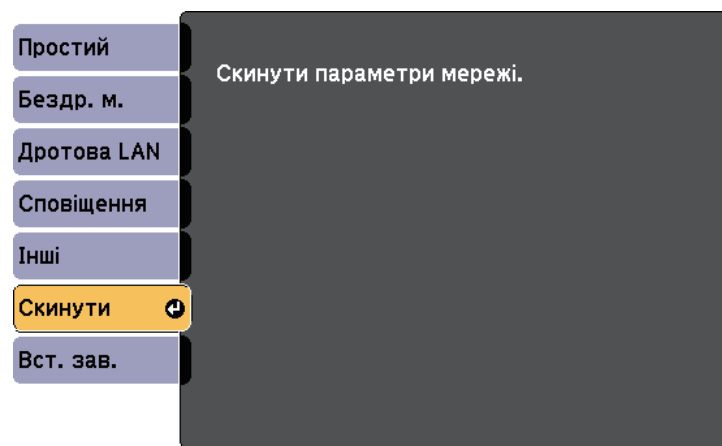 Простий
Бездр. м.
Дротова LAN
Сповіщення
Інші
Скинути
Вст. зав.
Скинути параметри мережі.